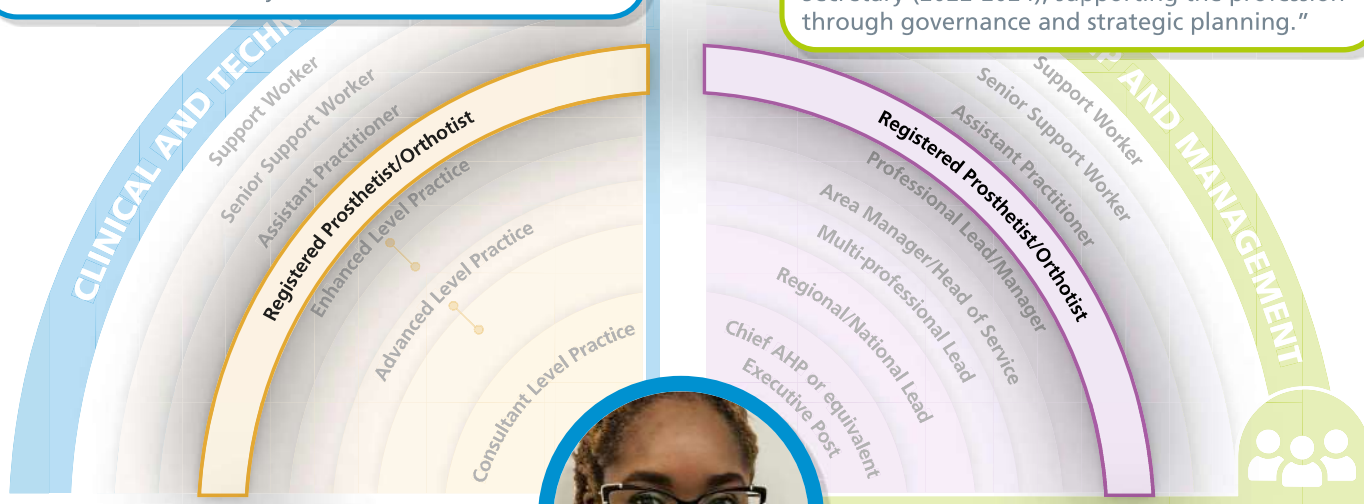 through governance and strategic planning.”
CLINICAL AND
Support Worker
Senior Support Worker
Assistant Practitioner
Registered Prosthetist/Orthotist
Enhanced Level Practice
Advanced Level Practice
Consultant Level Practice
AND MANAGEMENT
Support Worker
Senior Support Worker
Assistant Practitioner
Registered Prosthetist/Orthotist
Professional Lead/Manager
Area Manager/Head of Service
Multi-professional Lead
Regional/National Lead
Chief AHP or equivalent
Executive Post